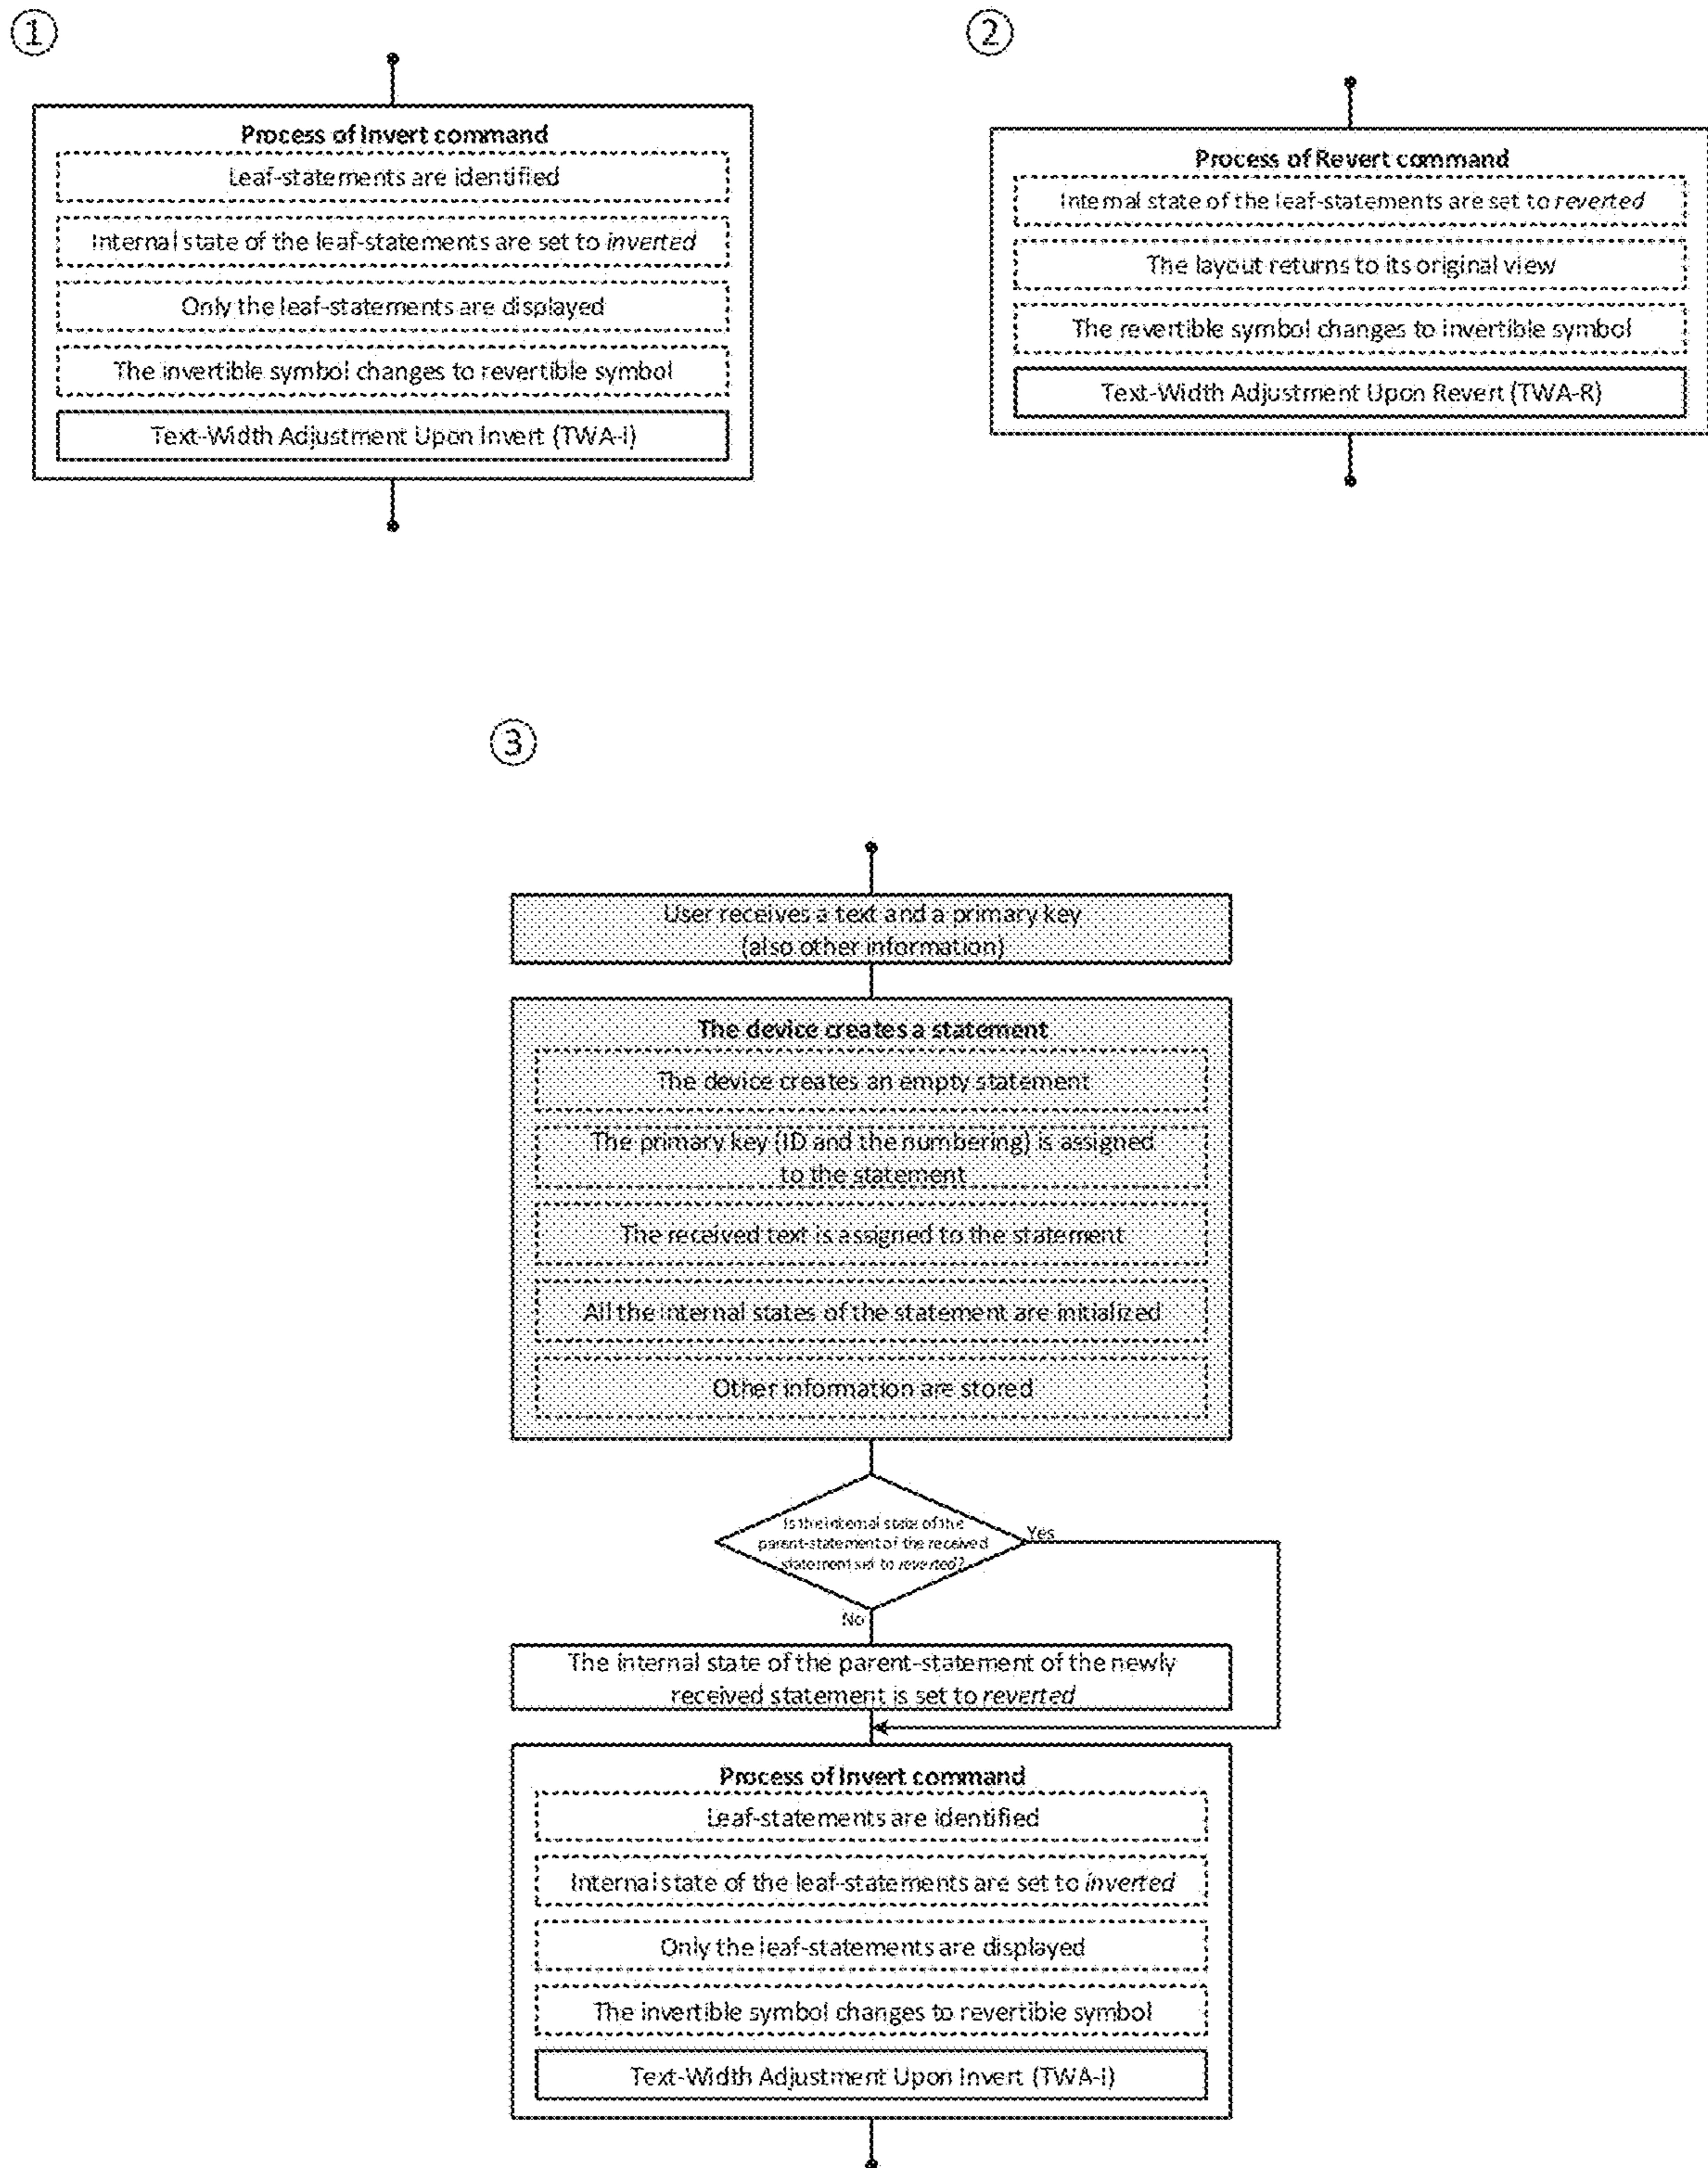 1
Process of Invert command
Leaf-statements are identified
Internal state of the leaf-statements are set to inverted
Only the leaf-statements are displayed
The invertible symbol changes to revertible symbol
Text-Width Adjustment Upon Invert (TWA-I)
2
Process of Revert command
Internal state of the leaf-statements are set to reverted
The layout returns to its original view
The revertible symbol changes to invertible symbol
Text-Width Adjustment Upon Revert (TWA-R)
3
User receives a text and a primary key
(also other information)
The device creates a statement
The device creates an empty statement
The primary key (ID and the numbering) is assigned
to the statement
The received text is assigned to the statement
All the internal states of the statement are initialized
Other information are stored
Is the internal state of the
parent-statement of the received
statement set to reverted?
Yes
No
The internal state of the parent-statement of the newly
received statement is set to reverted
Process of Invert command
Leaf-statements are identified
Internal state of the leaf-statements are set to inverted
Only the leaf-statements are displayed
The invertible symbol changes to revertible symbol
Text-Width Adjustment Upon Invert (TWA-I)